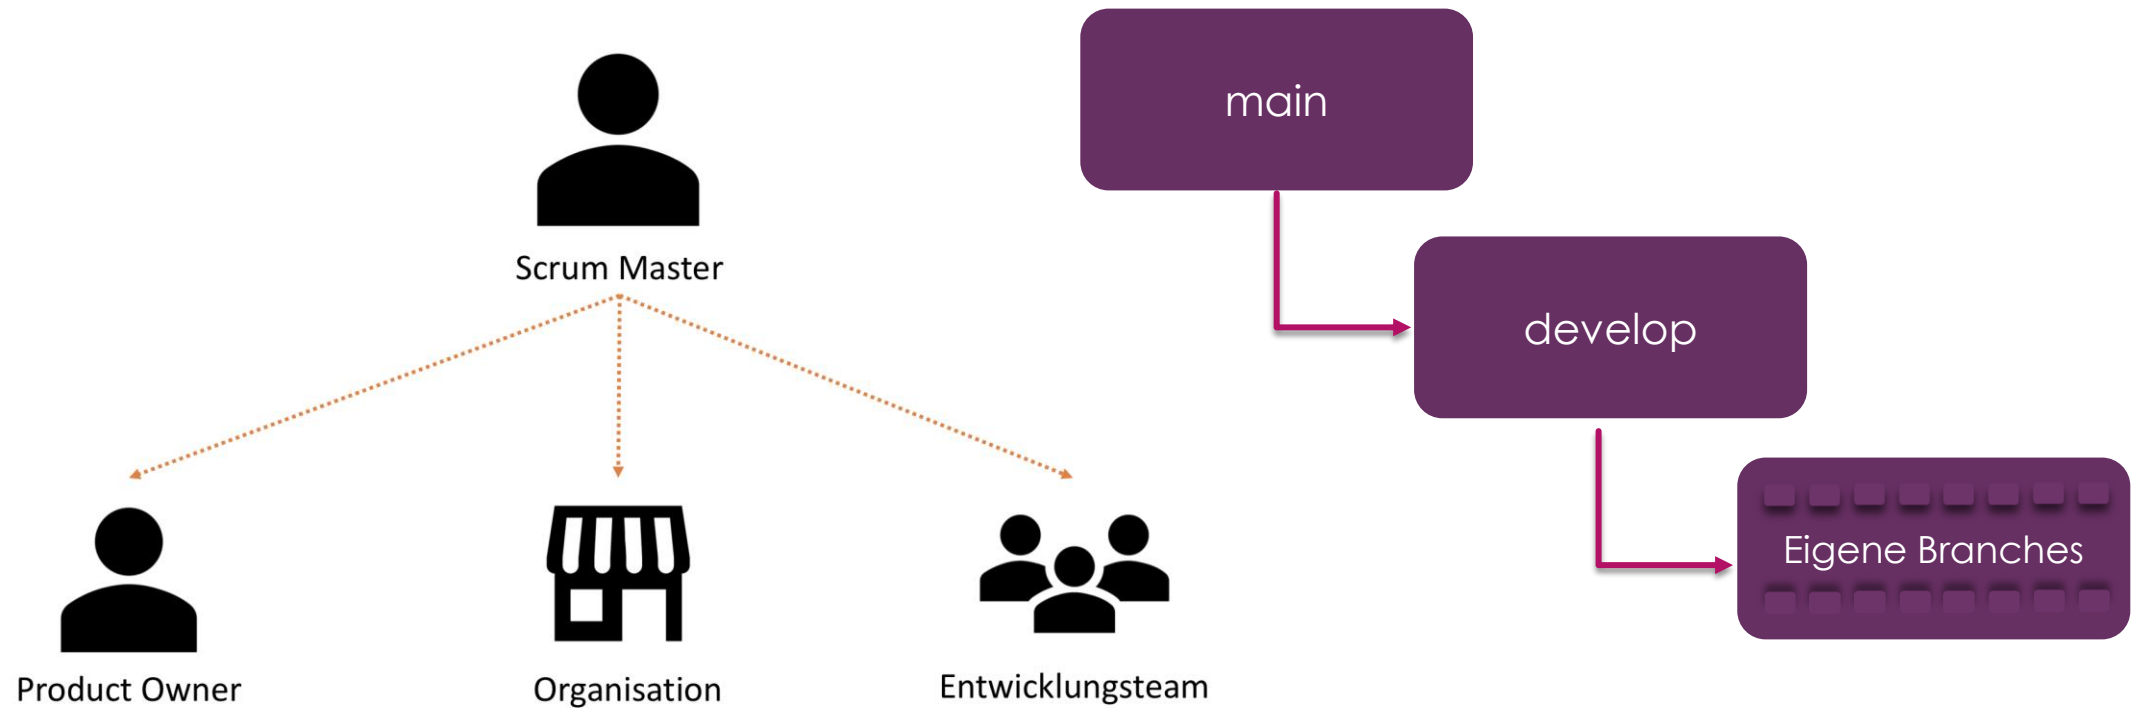 Scrum Master
Product Owner
Organisation
Entwicklungsteam
main
develop
Eigene Branches